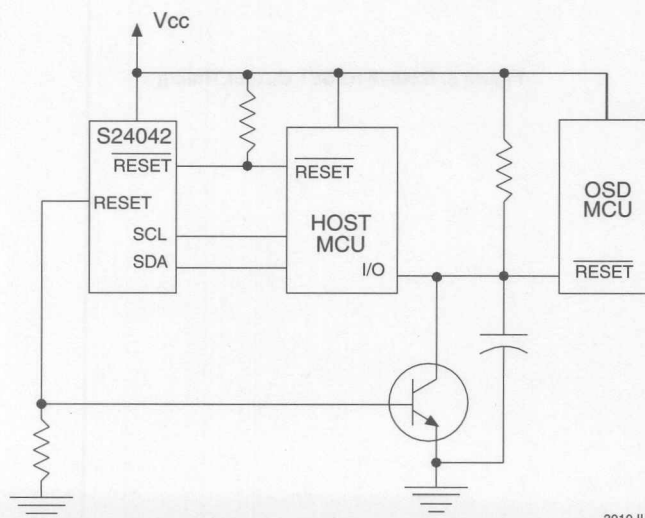 Vcc
S24042
RESET
RESET
SCL
SDA
RESET
HOST
MCU
I/O
OSD
MCU
RESET